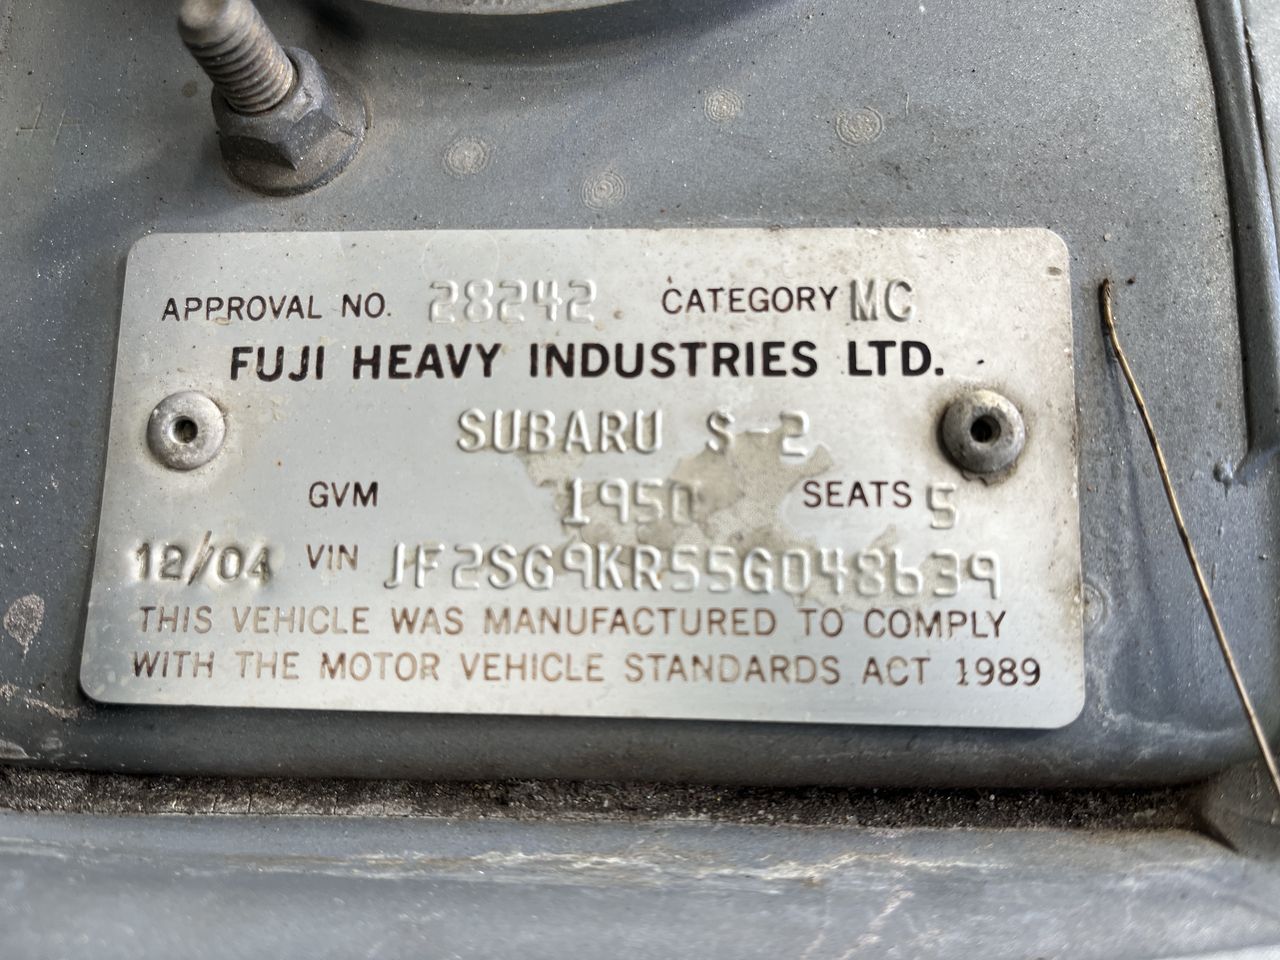 APPROVAL NO. 28242 CATEGORY MC
FUJI HEAVY INDUSTRIES LTD.
SUBARU S-2
GVM 1950 SEATS 5
12/04 VIN JF2SG9KR55G048639
THIS VEHICLE WAS MANUFACTURED TO COMPLY
WITH THE MOTOR VEHICLE STANDARDS ACT 1989